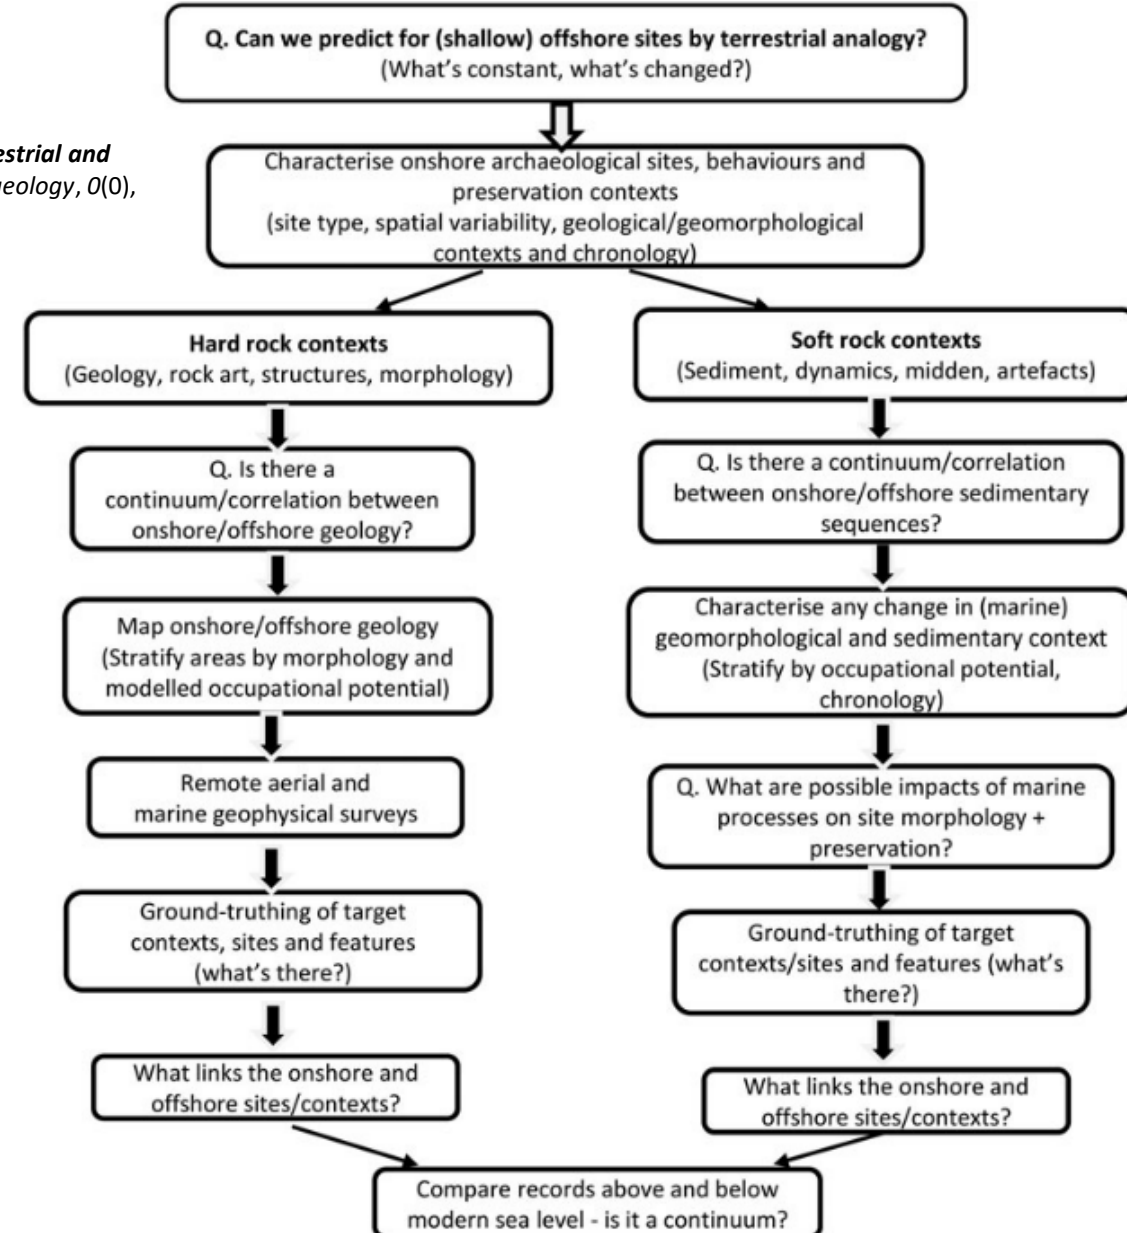 Q. Can we predict for (shallow) offshore sites by terrestrial analogy?
(What's constant, what's changed?)
estrial and
eology, 0(0),
Characterise onshore archaeological sites, behaviours and
preservation contexts
(site type, spatial variability, geological/geomorphological
contexts and chronology)
Hard rock contexts
(Geology, rock art, structures, morphology)
Q. Is there a
continuum/correlation between
onshore/offshore geology?
Map onshore/offshore geology
(Stratify areas by morphology and
modelled occupational potential)
Remote aerial and
marine geophysical surveys
Ground-truthing of target
contexts, sites and features
(what's there?)
What links the onshore and
offshore sites/contexts?
Soft rock contexts
(Sediment, dynamics, midden, artefacts)
Q. Is there a continuum/correlation
between onshore/offshore sedimentary
sequences?
Characterise any change in (marine)
geomorphological and sedimentary context
(Stratify by occupational potential,
chronology)
Q. What are possible impacts of marine
processes on site morphology +
preservation?
Ground-truthing of target
contexts/sites and features (what's
there?)
What links the onshore and
offshore sites/contexts?
Compare records above and below
modern sea level - is it a continuum?